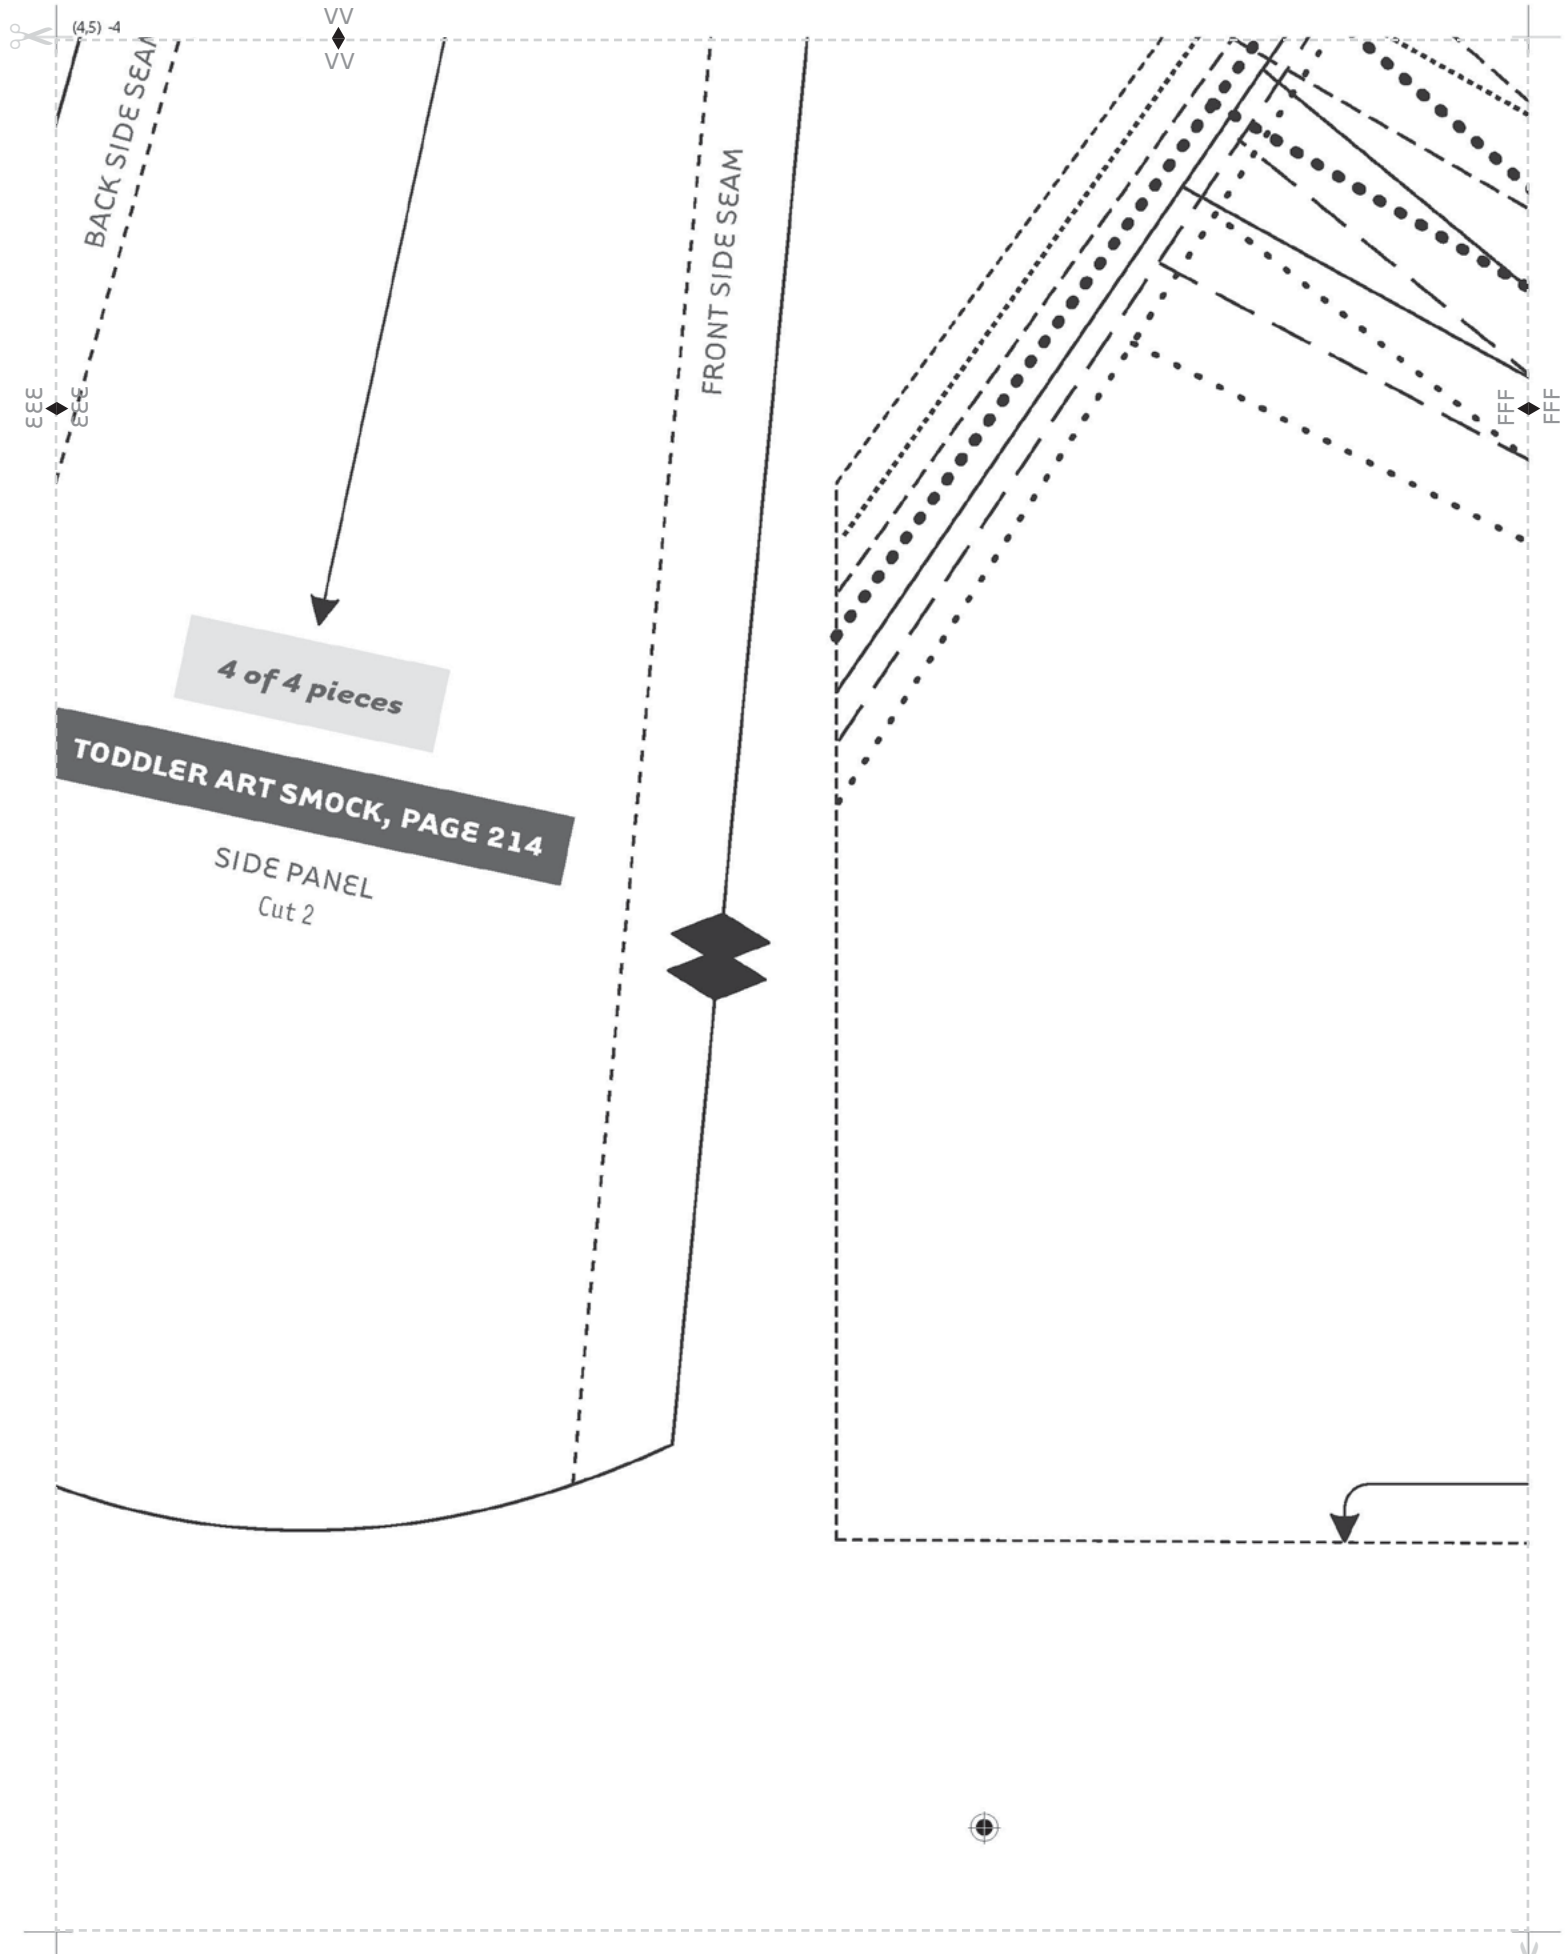 (4,5) -4
VV
VV
BACK SIDE SEAM
FRONT SIDE SEAM
EEE
EEE
FFF
FFF
4 of 4 pieces
TODDLER ART SMOCK, PAGE 214
SIDE PANEL
Cut 2